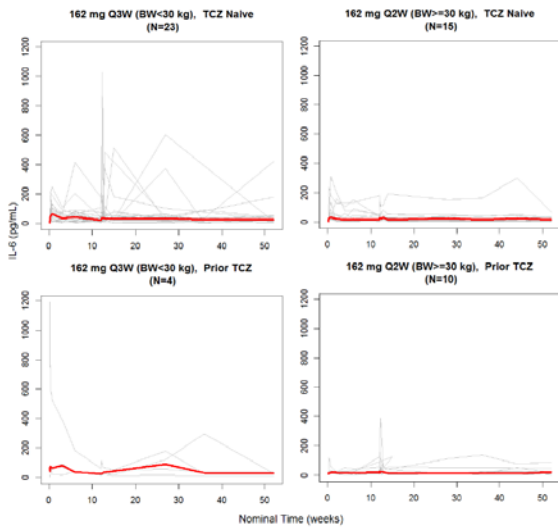 162 mg Q3W (BW<30 kg), TCZ Naive
(N=23)
162 mg Q2W (BW>=30 kg), TCZ Naive
(N=15)
0 200 400 600 800 1000 1200
0 10 20 30 40 50
0 200 400 600 800 1000 1200
0 10 20 30 40 50
IL-6 (pg/mL)
162 mg Q3W (BW<30 kg), Prior TCZ
(N=4)
162 mg Q2W (BW>=30 kg), Prior TCZ
(N=10)
0 200 400 600 800 1000 1200
0 10 20 30 40 50
0 200 400 600 800 1000 1200
0 10 20 30 40 50
Nominal Time (weeks)